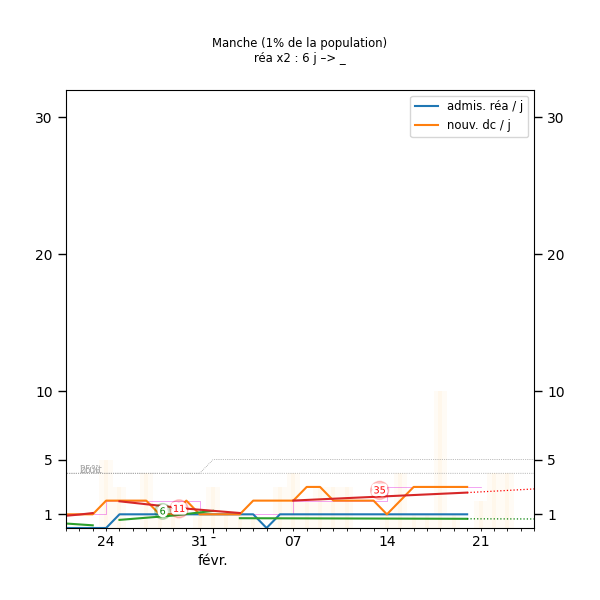 Manche (1% de la population)
réa x2 : 6 j –> _
admis. réa / j
nouv. dc / j
30 30
20 20
10 10
5 5
1 1
6 -11 35
24 31 07 14 21
févr.